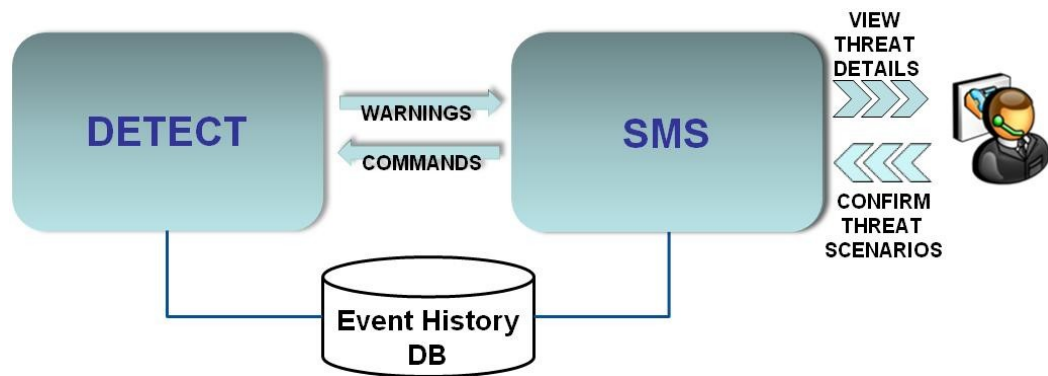 DETECT
WARNINGS
COMMANDS
SMS
VIEW
THREAT
DETAILS
CONFIRM
THREAT
SCENARIOS
Event History
DB